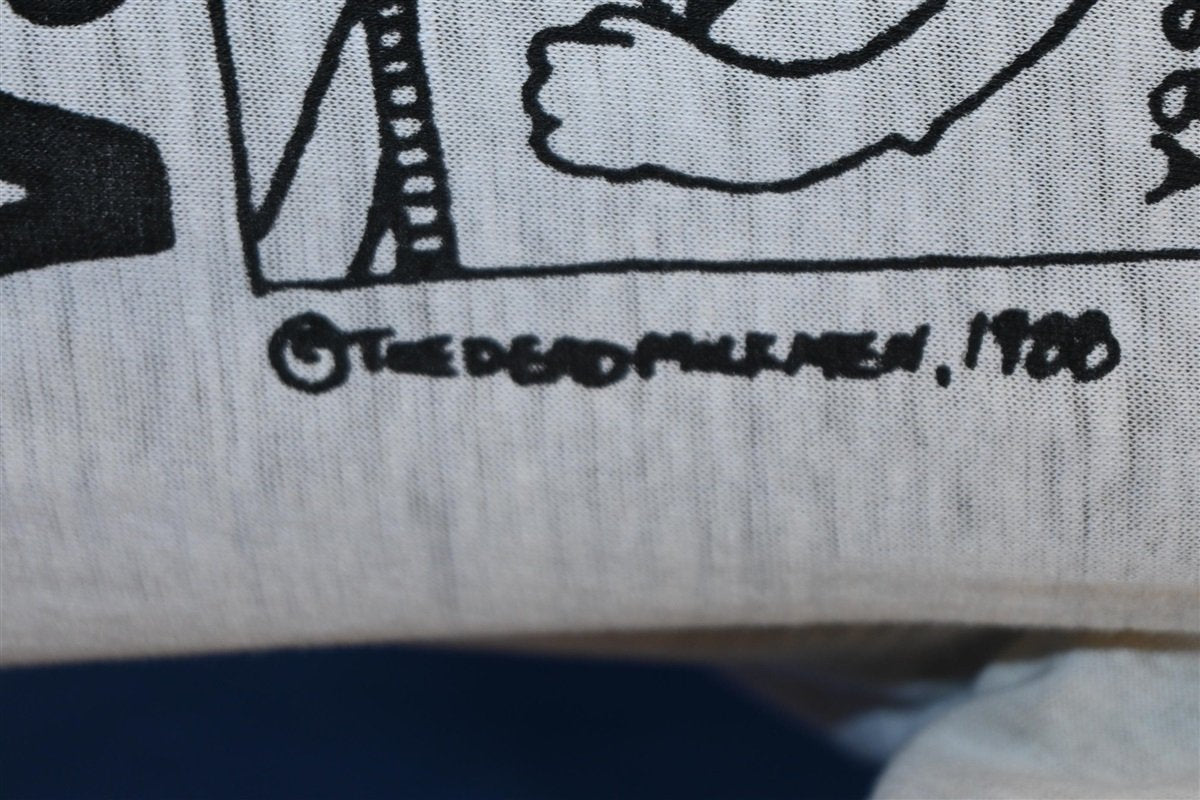 © THE DEAD MILKMEN, 1988